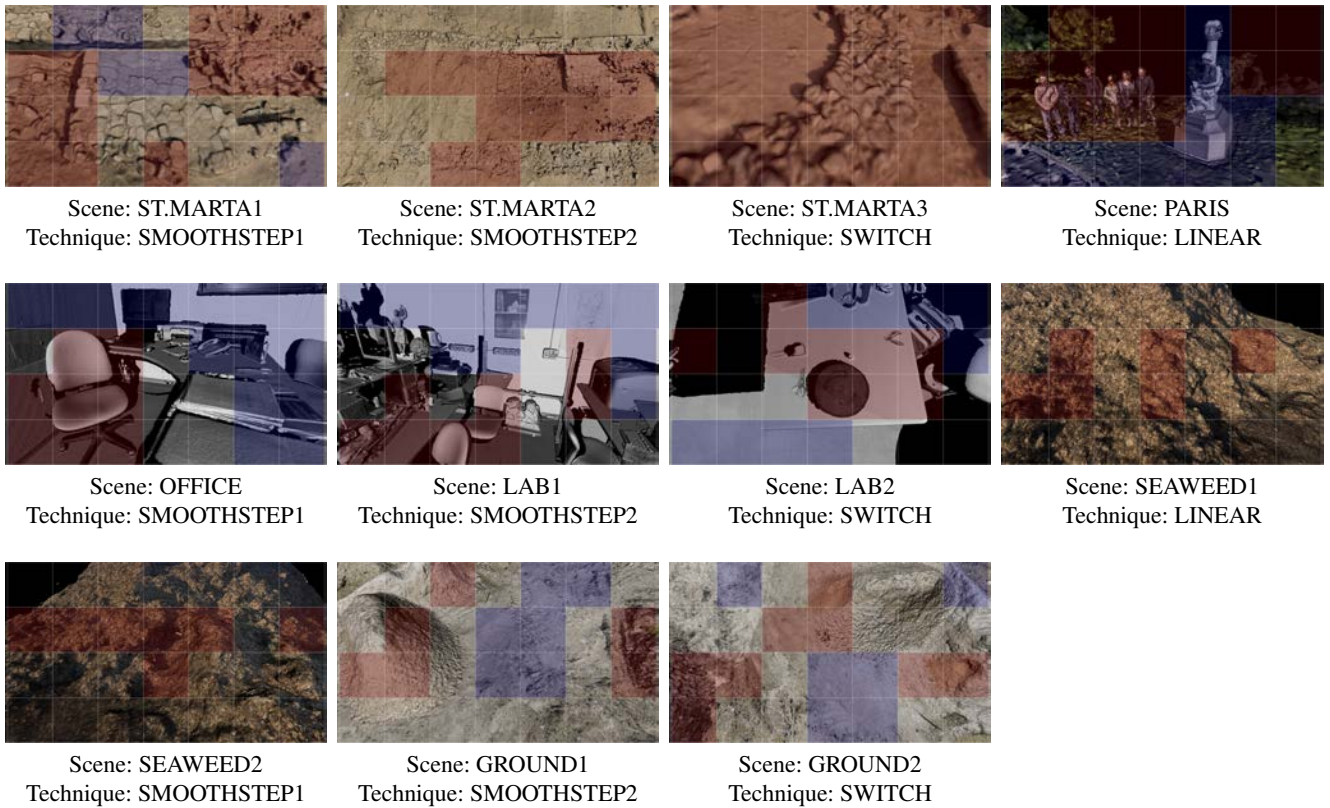 Scene: ST.MARTA1
Technique: SMOOTHSTEP1
Scene: ST.MARTA2
Technique: SMOOTHSTEP2
Scene: ST.MARTA3
Technique: SWITCH
Scene: PARIS
Technique: LINEAR
Scene: OFFICE
Technique: SMOOTHSTEP1
Scene: LAB1
Technique: SMOOTHSTEP2
Scene: LAB2
Technique: SWITCH
Scene: SEAWEED1
Technique: LINEAR
Scene: SEAWEED2
Technique: SMOOTHSTEP1
Scene: GROUND1
Technique: SMOOTHSTEP2
Scene: GROUND2
Technique: SWITCH